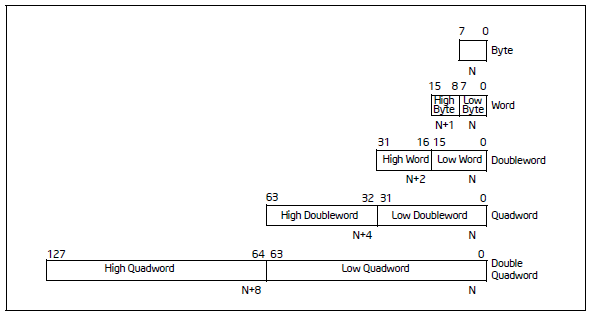 7 0
Byte
N
15 8 7 0
High Byte Low Byte
Word
N+1 N
31 16 15 0
High Word Low Word Doubleword
N+2 N
63 32 31 0
High Doubleword Low Doubleword Quadword
N+4 N
127 64 63 0
High Quadword Low Quadword Double Quadword
N+8 N